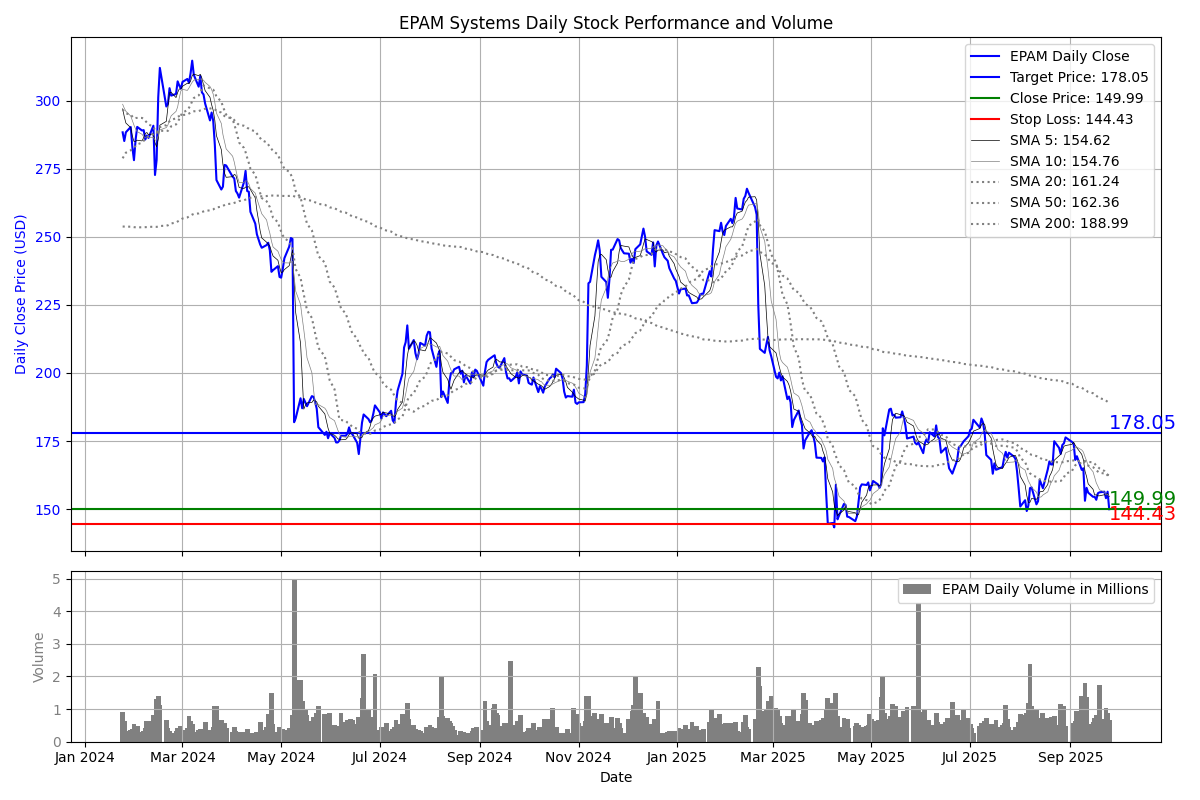 EPAM Systems Daily Stock Performance and Volume
EPAM Daily Close
Target Price: 178.05
Close Price: 149.99
Stop Loss: 144.43
SMA 5: 154.62
SMA 10: 154.76
SMA 20: 161.24
SMA 50: 162.36
SMA 200: 188.99
Daily Close Price (USD)
300
275
250
225
200
175
150
178.05
149.99
144.43
EPAM Daily Volume in Millions
Volume
5
4
3
2
1
0
Jan 2024 Mar 2024 May 2024 Jul 2024 Sep 2024 Nov 2024 Jan 2025 Mar 2025 May 2025 Jul 2025 Sep 2025
Date